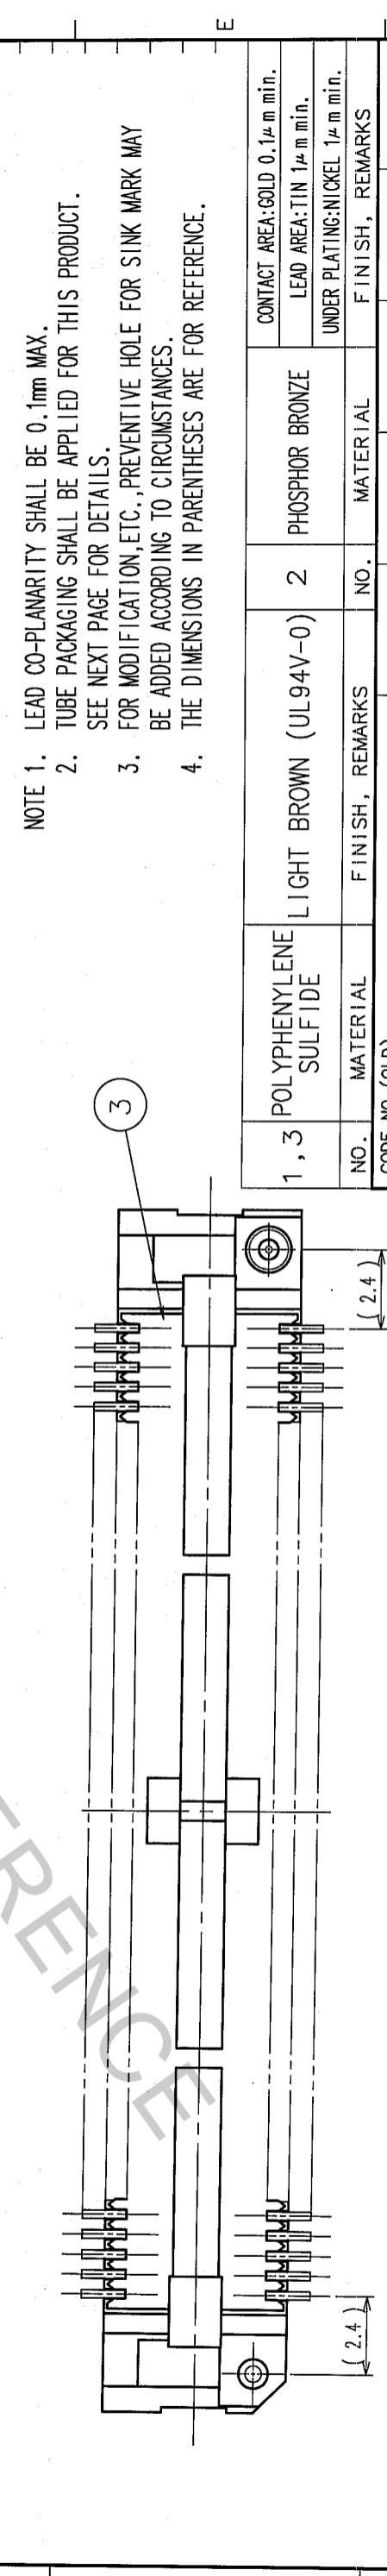 E
NOTE 1. LEAD CO-PLANARITY SHALL BE 0.1mm MAX.
2. TUBE PACKAGING SHALL BE APPLIED FOR THIS PRODUCT.
SEE NEXT PAGE FOR DETAILS.
3. FOR MODIFICATION,ETC.,PREVENTIVE HOLE FOR SINK MARK MAY
BE ADDED ACCORDING TO CIRCUMSTANCES.
4. THE DIMENSIONS IN PARENTHESES ARE FOR REFERENCE.
3
(2.4)
(2.4)
ERENCE
1,3 POLYPHENYLENE SULFIDE LIGHT BROWN (UL94V-0) 2 PHOSPHOR BRONZE CONTACT AREA:GOLD 0.1μm min.
LEAD AREA:TIN 1μm min.
UNDER PLATING:NICKEL 1μm min.
NO. MATERIAL FINISH, REMARKS NO. MATERIAL FINISH, REMARKS
CODE NO.(OLD)